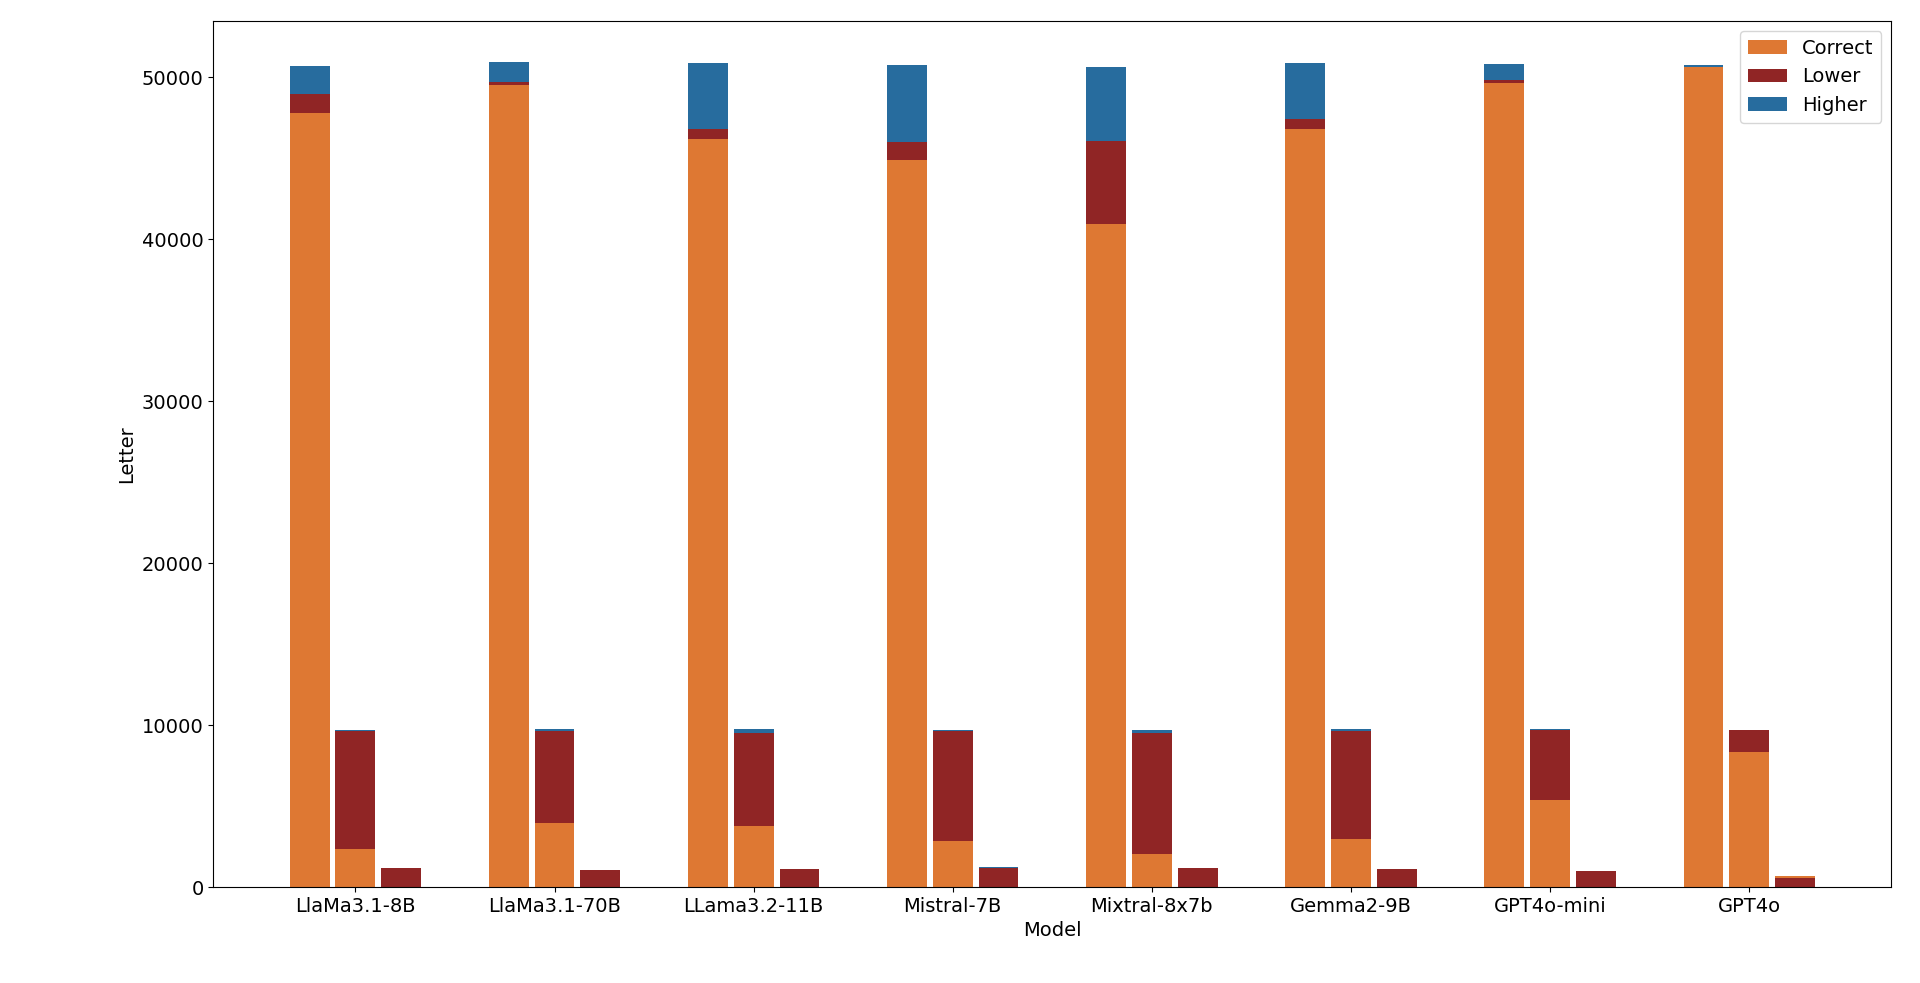 Correct
Lower
Higher
50000
40000
30000
20000
10000
0
Letter
LlaMa3.1-8B LlaMa3.1-70B LLama3.2-11B Mistral-7B Mixtral-8x7b Gemma2-9B GPT4o-mini GPT4o
Model